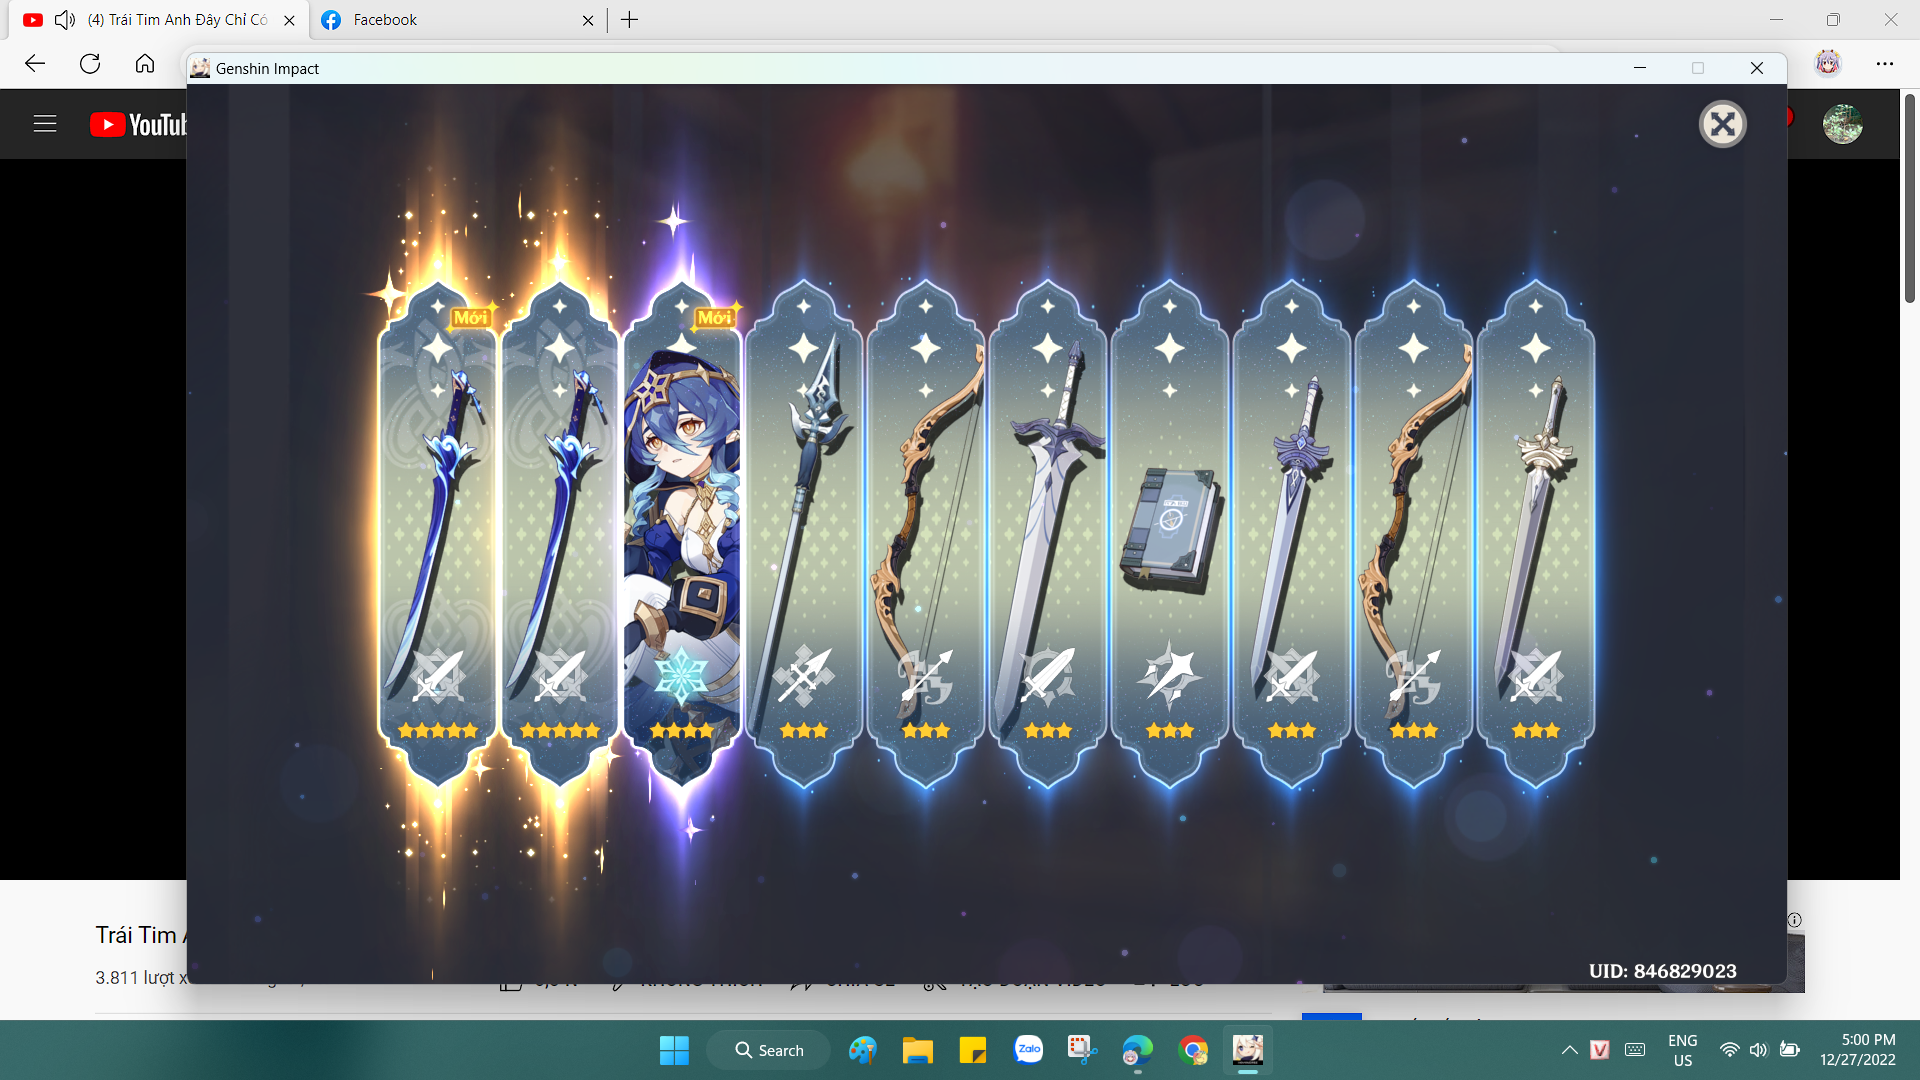 (4) Trái Tim Anh Đây Chỉ Có
Facebook
Genshin Impact
YouTub
Mới
Mới
UID: 846829023
Trái Tim
3.811 lượt x
Search
Zalo
ENG
US
5:00 PM
12/27/2022